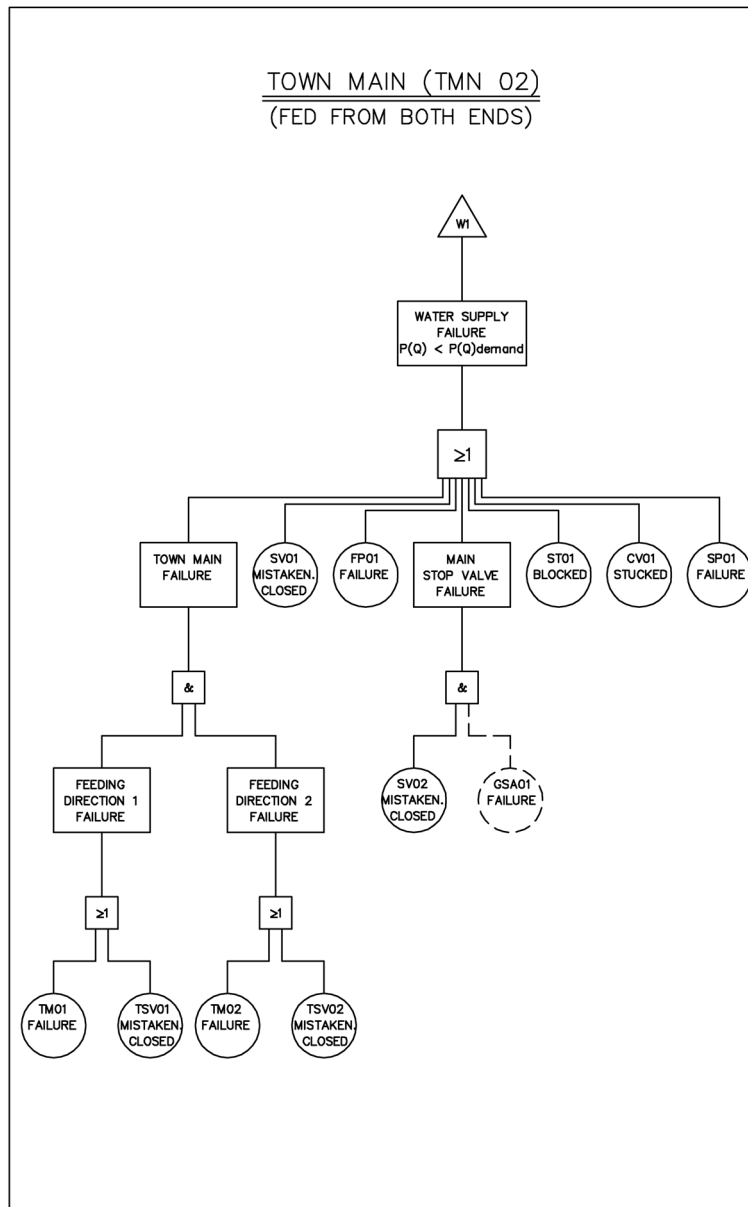 TOWN MAIN (TMN 02)
(FED FROM BOTH ENDS)
W1
WATER SUPPLY
FAILURE
P(Q) < P(Q)demand
≥1
TOWN MAIN
FAILURE
SV01
MISTAKEN.
CLOSED
FP01
FAILURE
MAIN
STOP VALVE
FAILURE
ST01
BLOCKED
CV01
STUCKED
SP01
FAILURE
&
&
FEEDING
DIRECTION 1
FAILURE
FEEDING
DIRECTION 2
FAILURE
SV02
MISTAKEN.
CLOSED
GSA01
FAILURE
≥1
≥1
TM01
FAILURE
TSV01
MISTAKEN.
CLOSED
TM02
FAILURE
TSV02
MISTAKEN.
CLOSED